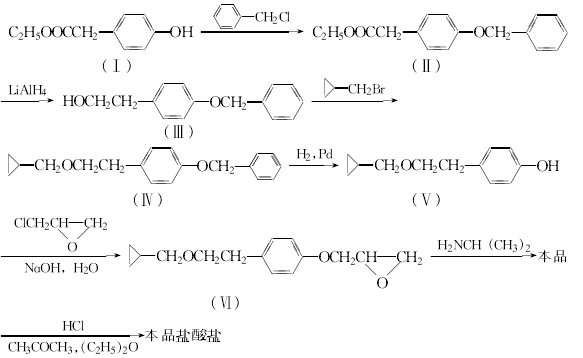 C2H5OOCCH2 OH CH2Cl C2H5OOCCH2 OCH2
(Ⅰ) (Ⅱ)
LiAlH4 HOCH2CH2 OCH2 CH2Br
(Ⅲ)
CH2OCH2CH2 OCH2 H2,Pd CH2OCH2CH2 OH
(Ⅳ) (Ⅴ)
ClCH2CH—CH2 O NaOH, H2O CH2OCH2CH2 OCH2CH—CH2 O H2NCH (CH3)2 本品
(Ⅵ)
HCl CH3COCH3,(C2H5)2O 本品盐酸盐